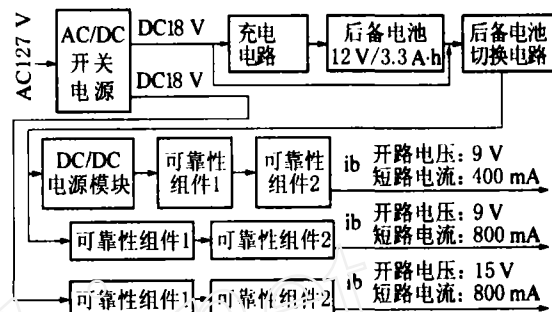 AC127 V
AC/DC
开关
电源
DC18 V
DC18 V
充电
电路
后备电池
12 V/3.3 A·h
后备电池
切换电路
DC/DC
电源模块
可靠性
组件1
可靠性
组件2
ib
开路电压: 9 V
短路电流: 400 mA
可靠性组件1
可靠性组件2
ib
开路电压: 9 V
短路电流: 800 mA
可靠性组件1
可靠性组件2
ib
开路电压: 15 V
短路电流: 800 mA